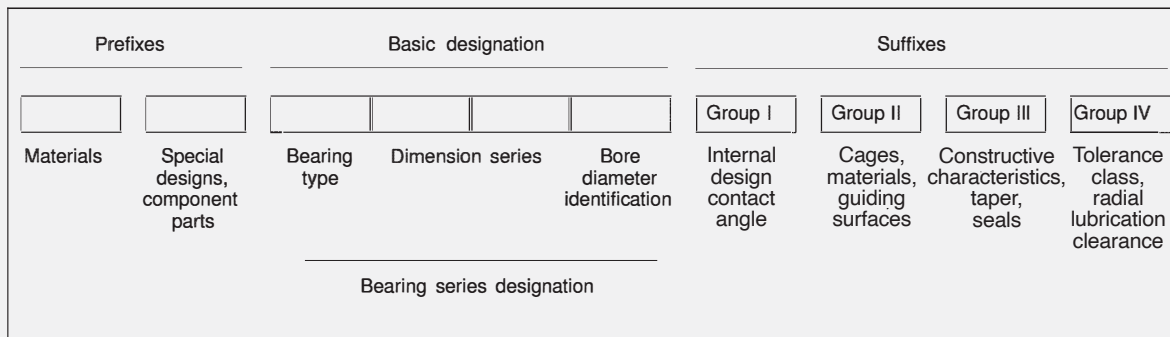 Prefixes
Basic designation
Suffixes
Group I
Group II
Group III
Group IV
Materials
Special
designs,
component
parts
Bearing
type
Dimension series
Bore
diameter
identification
Internal
design
contact
angle
Cages,
materials,
guiding
surfaces
Constructive
characteristics,
taper,
seals
Tolerance
class,
radial
lubrication
clearance
Bearing series designation